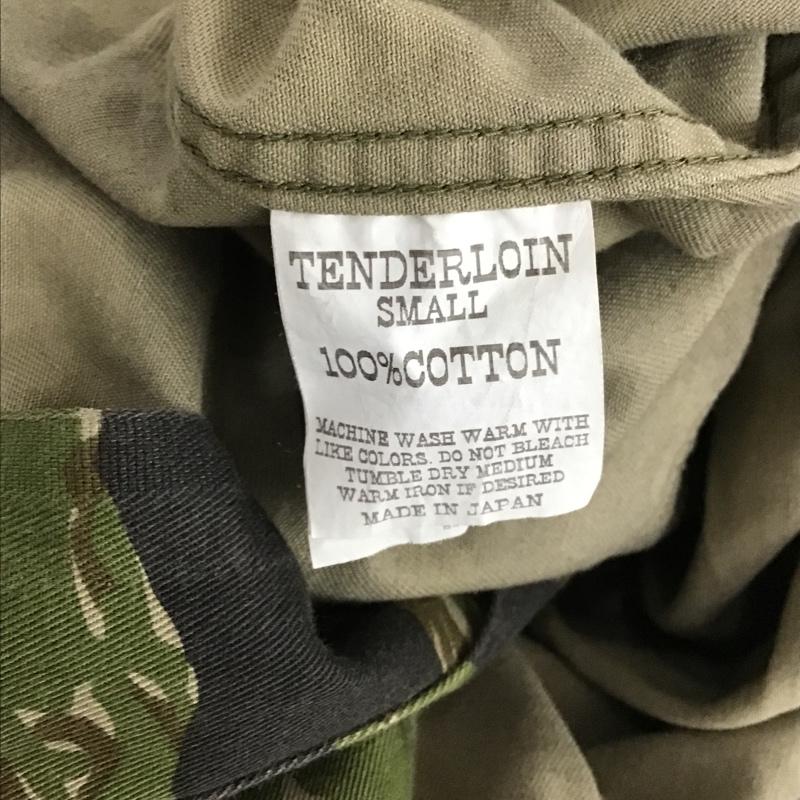 TENDERLOIN
SMALL
100%COTTON
MACHINE WASH WARM WITH
LIKE COLORS. DO NOT BLEACH
TUMBLE DRY MEDIUM
WARM IRON IF DESIRED
MADE IN JAPAN